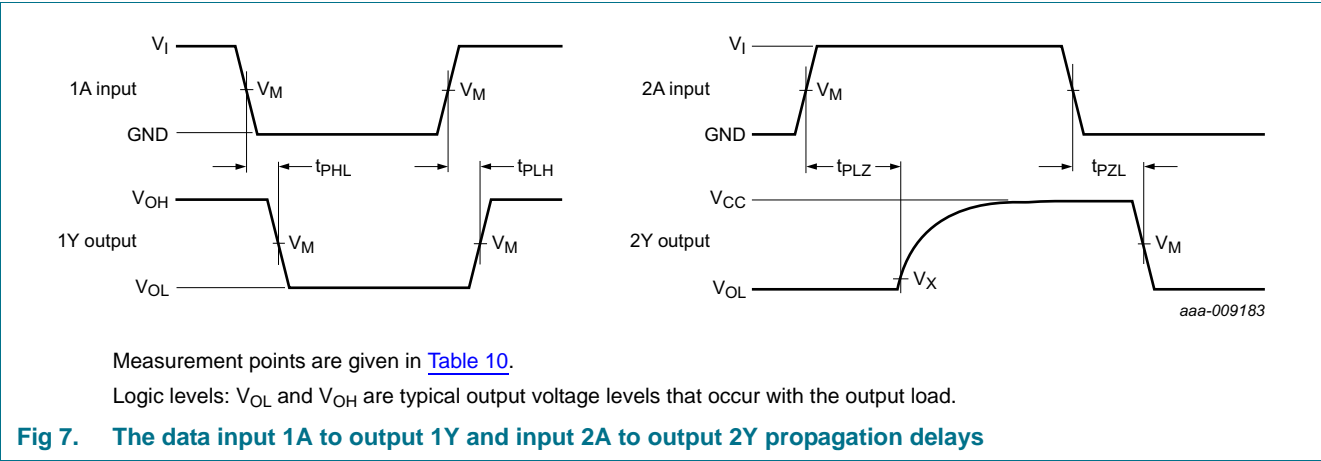 V_I
1A input
V_M
V_M
GND
t_PHL
t_PLH
V_OH
1Y output
V_M
V_M
V_OL
V_I
2A input
V_M
GND
t_PLZ
t_PZL
V_CC
2Y output
V_M
V_X
V_OL
aaa-009183
Measurement points are given in Table 10.
Logic levels: V_OL and V_OH are typical output voltage levels that occur with the output load.
Fig 7. The data input 1A to output 1Y and input 2A to output 2Y propagation delays